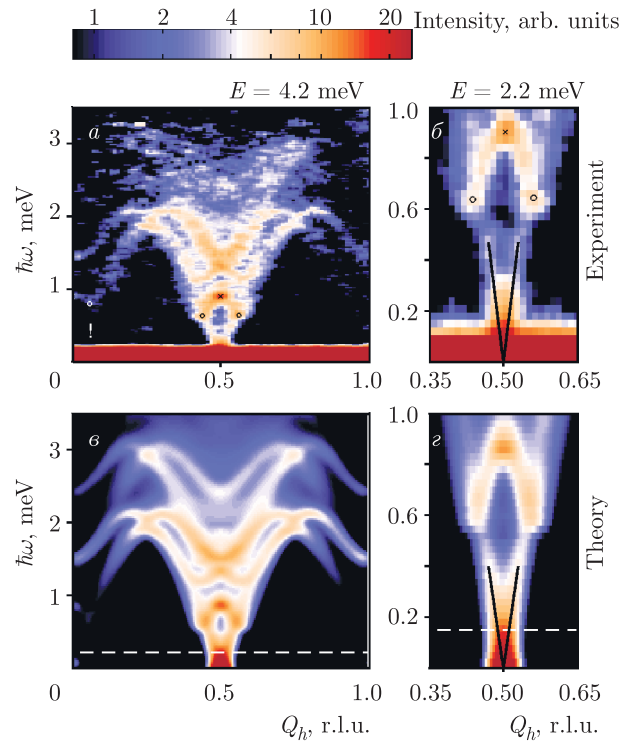 1 2 4 10 20 Intensity, arb. units
E = 4.2 meV E = 2.2 meV
а
3
2
1
0 0.5 1.0
ħω, meV
!
б
1.0
0.6
0.2
0.35 0.50 0.65
Experiment
в
3
2
1
0 0.5 1.0
ħω, meV
Q_h, r.l.u.
г
1.0
0.6
0.2
0.35 0.50 0.65
Q_h, r.l.u.
Theory